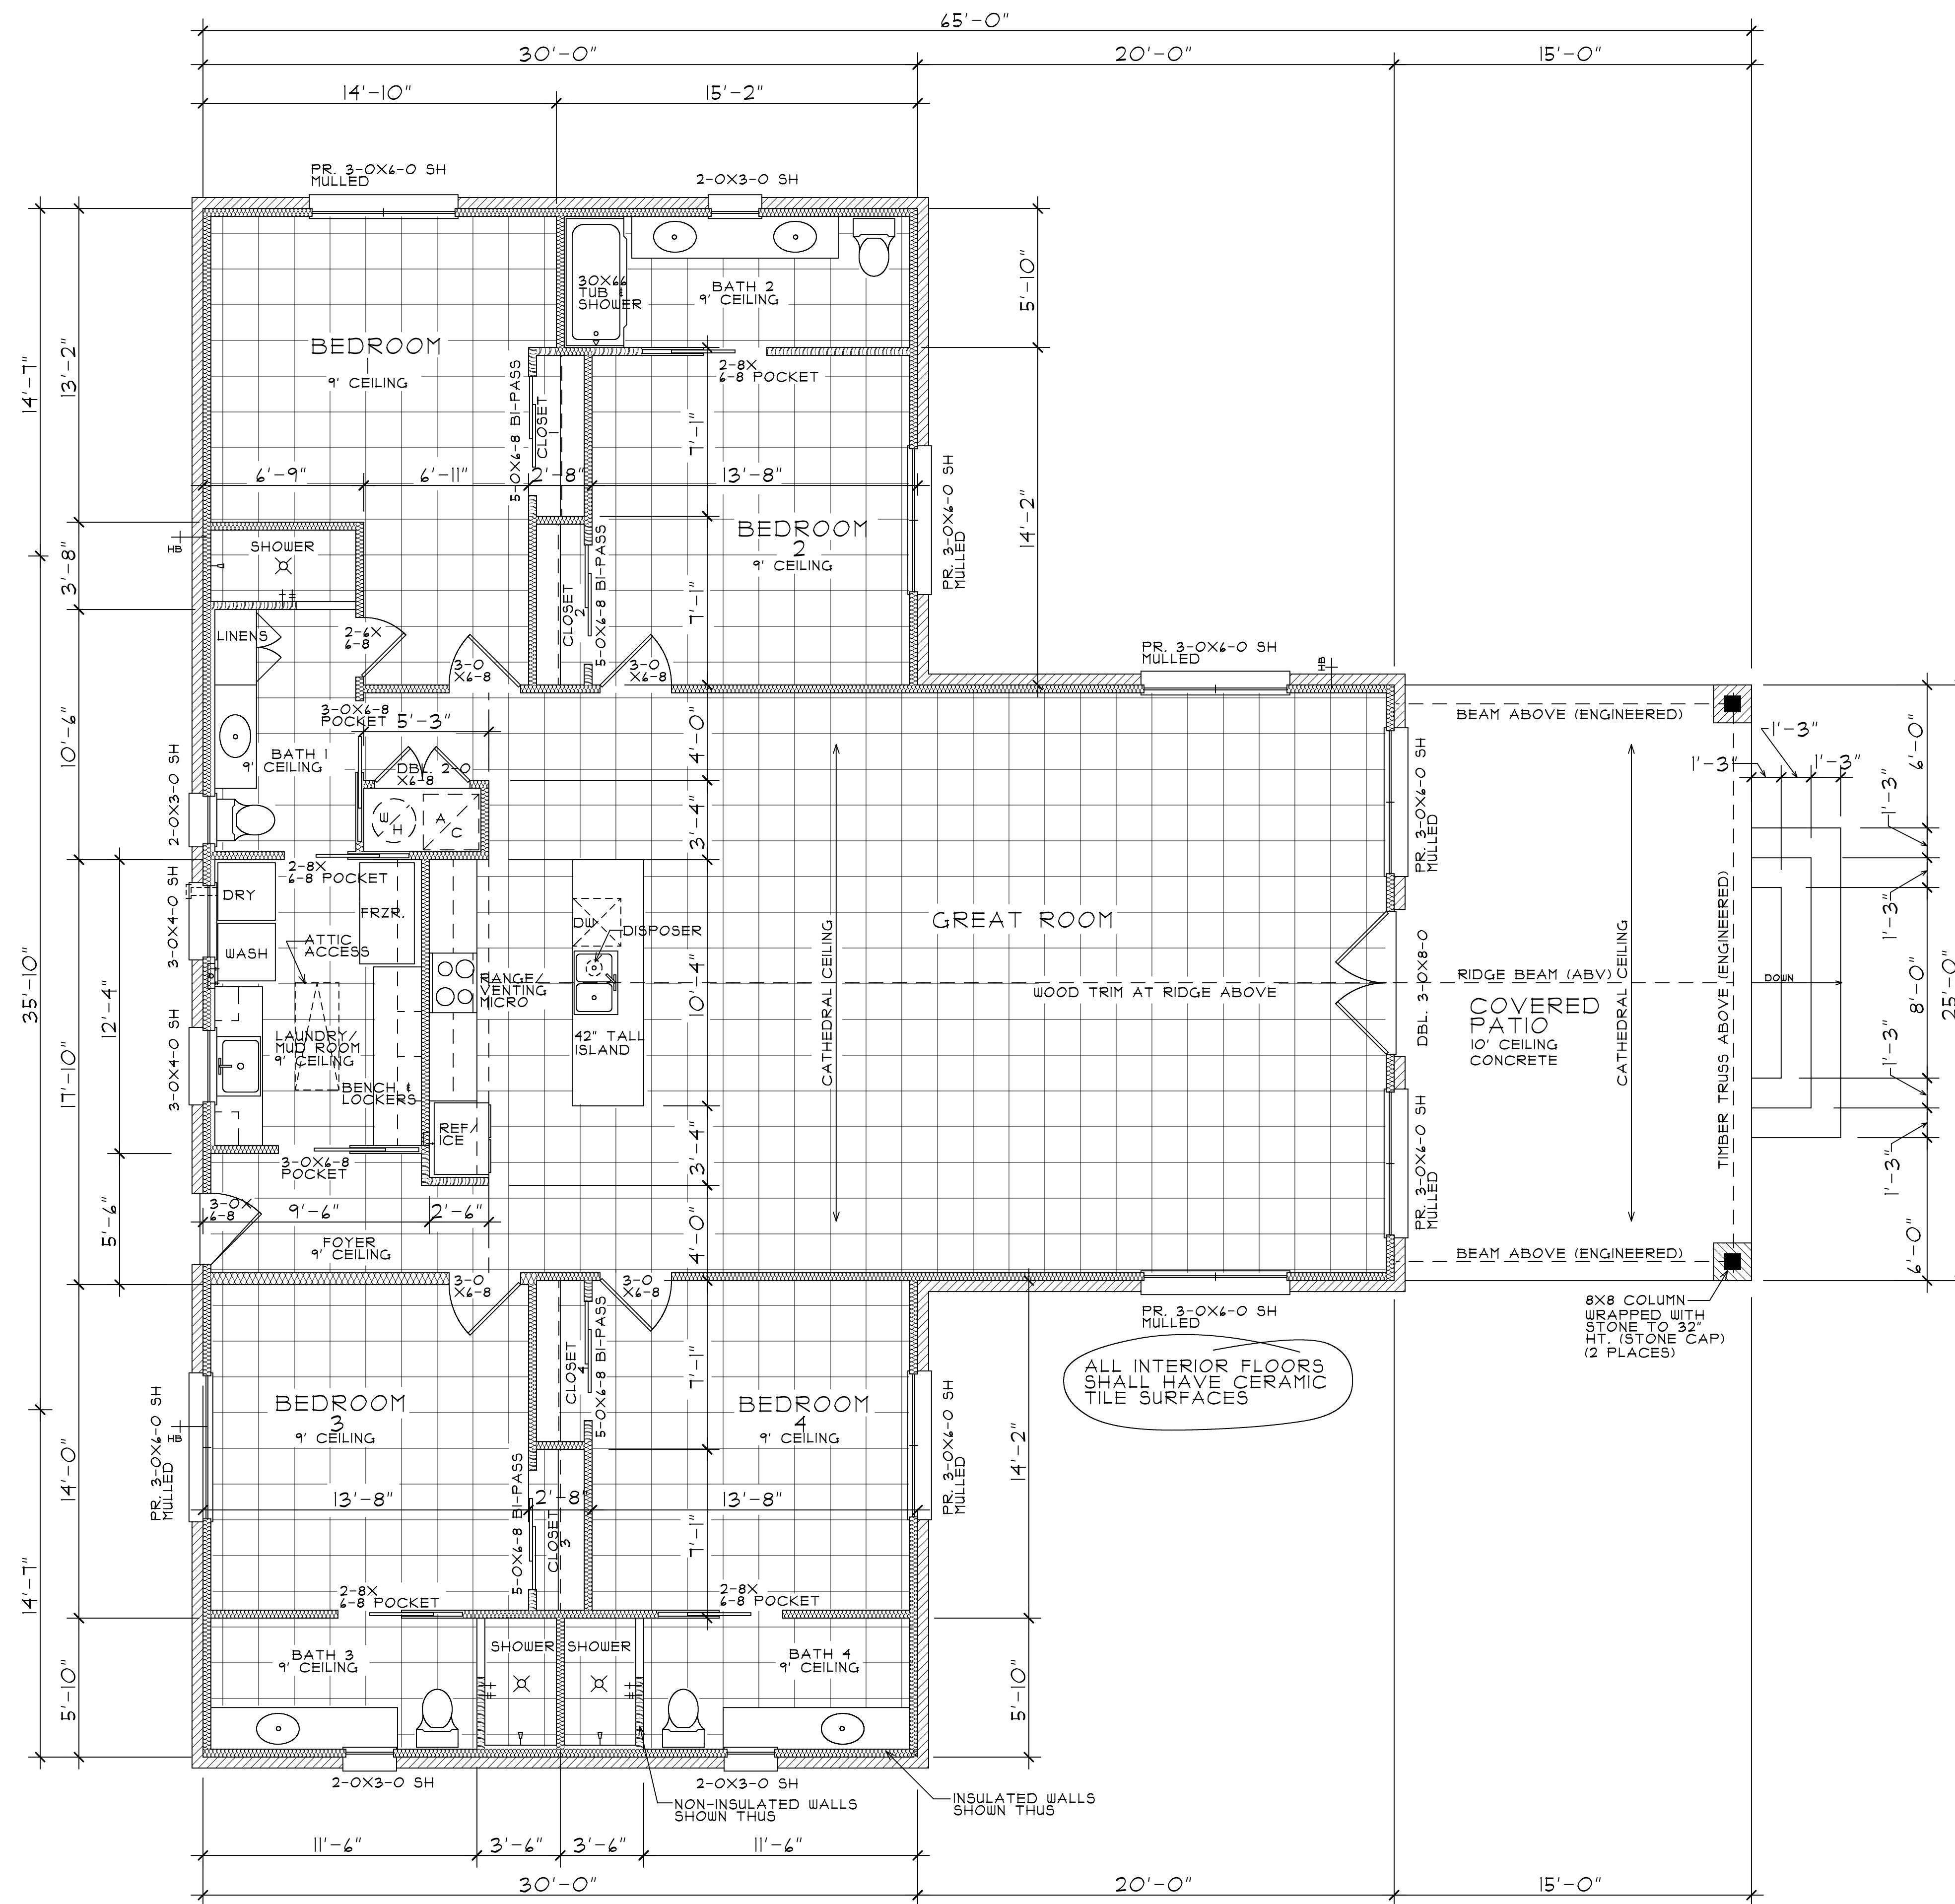 65'-0"
30'-0"
20'-0"
15'-0"
14'-10"
15'-2"
PR. 3-0X6-0 SH
MULLED
2-0X3-0 SH
30X66
TUB &
SHOWER
BATH 2
9' CEILING
5'-10"
14'-7"
13'-2"
BEDROOM
1
9' CEILING
2-8X
6-8 POCKET
5-0X6-8 BI-PASS
CLOSET
1
7'-1"
6'-9"
6'-11"
2'-8"
13'-8"
14'-2"
PR. 3-0X6-0 SH
MULLED
BEDROOM
2
9' CEILING
HB
SHOWER
3'-8"
CLOSET
2
5-0X6-8 BI-PASS
7'-1"
LINENS
2-6X
6-8
3-0
X6-8
3-0
X6-8
PR. 3-0X6-0 SH
MULLED
HB
3-0X6-8
POCKET
5'-3"
4'-0"
BEAM ABOVE (ENGINEERED)
1'-3"
1'-3"
1'-3"
6'-0"
10'-6"
2-0X3-0 SH
BATH 1
9' CEILING
DBL. 2-0
X6-8
W/H
A/C
3'-4"
PR. 3-0X6-0 SH
MULLED
1'-3"
2-8X
6-8 POCKET
3-0X4-0 SH
DRY
FRZR.
WASH
ATTIC
ACCESS
DW
DISPOSER
GREAT ROOM
CATHEDRAL CEILING
1'-3"
RANGE/
VENTING
MICRO
10'-4"
WOOD TRIM AT RIDGE ABOVE
DBL. 3-0X8-0
RIDGE BEAM (ABV)
CATHEDRAL CEILING
COVERED
PATIO
10' CEILING
CONCRETE
TIMBER TRUSS ABOVE (ENGINEERED)
DOWN
8'-0"
25'-0"
35'-10"
17'-10"
12'-4"
3-0X4-0 SH
LAUNDRY/
MUD ROOM
9' CEILING
42" TALL
ISLAND
BENCH &
LOCKERS
REF/
ICE
1'-3"
3'-4"
PR. 3-0X6-0 SH
MULLED
1'-3"
3-0X6-8
POCKET
5'-6"
3-0X
6-8
9'-6"
2'-6"
4'-0"
FOYER
9' CEILING
BEAM ABOVE (ENGINEERED)
6'-0"
3-0
X6-8
3-0
X6-8
PR. 3-0X6-0 SH
MULLED
8X8 COLUMN
WRAPPED WITH
STONE TO 32"
HT. (STONE CAP)
(2 PLACES)
ALL INTERIOR FLOORS
SHALL HAVE CERAMIC
TILE SURFACES
CLOSET
4
5-0X6-8 BI-PASS
7'-1"
PR. 3-0X6-0 SH
MULLED
HB
BEDROOM
3
9' CEILING
BEDROOM
4
9' CEILING
PR. 3-0X6-0 SH
MULLED
14'-2"
14'-0"
13'-8"
2'-8"
13'-8"
5-0X6-8 BI-PASS
CLOSET
3
7'-1"
14'-7"
2-8X
6-8 POCKET
2-8X
6-8 POCKET
BATH 3
9' CEILING
SHOWER
SHOWER
BATH 4
9' CEILING
5'-10"
5'-10"
2-0X3-0 SH
2-0X3-0 SH
NON-INSULATED WALLS
SHOWN THUS
INSULATED WALLS
SHOWN THUS
11'-6"
3'-6"
3'-6"
11'-6"
30'-0"
20'-0"
15'-0"